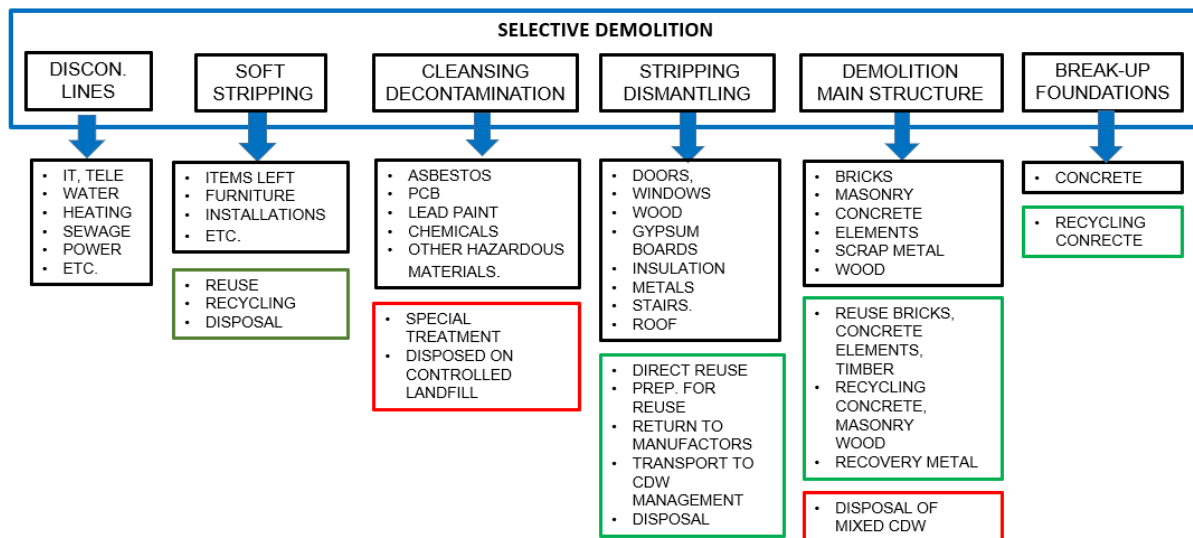 SELECTIVE DEMOLITION
DISCON.
LINES
SOFT
STRIPPING
CLEANSING
DECONTAMINATION
STRIPPING
DISMANTLING
DEMOLITION
MAIN STRUCTURE
BREAK-UP
FOUNDATIONS
• IT, TELE
• WATER
• HEATING
• SEWAGE
• POWER
• ETC.
• ITEMS LEFT
• FURNITURE
• INSTALLATIONS
• ETC.
• REUSE
• RECYCLING
• DISPOSAL
• ASBESTOS
• PCB
• LEAD PAINT
• CHEMICALS
• OTHER HAZARDOUS
MATERIALS.
• SPECIAL
TREATMENT
• DISPOSED ON
CONTROLLED
LANDFILL
• DOORS,
• WINDOWS
• WOOD
• GYPSUM
BOARDS
• INSULATION
• METALS
• STAIRS.
• ROOF
• DIRECT REUSE
• PREP. FOR
REUSE
• RETURN TO
MANUFACTORS
• TRANSPORT TO
CDW
MANAGEMENT
• DISPOSAL
• BRICKS
• MASONRY
• CONCRETE
• ELEMENTS
• SCRAP METAL
• WOOD
• REUSE BRICKS,
CONCRETE
ELEMENTS,
TIMBER
• RECYCLING
CONCRETE,
MASONRY
WOOD
• RECOVERY METAL
• DISPOSAL OF
MIXED CDW
• CONCRETE
• RECYCLING
CONRECTE